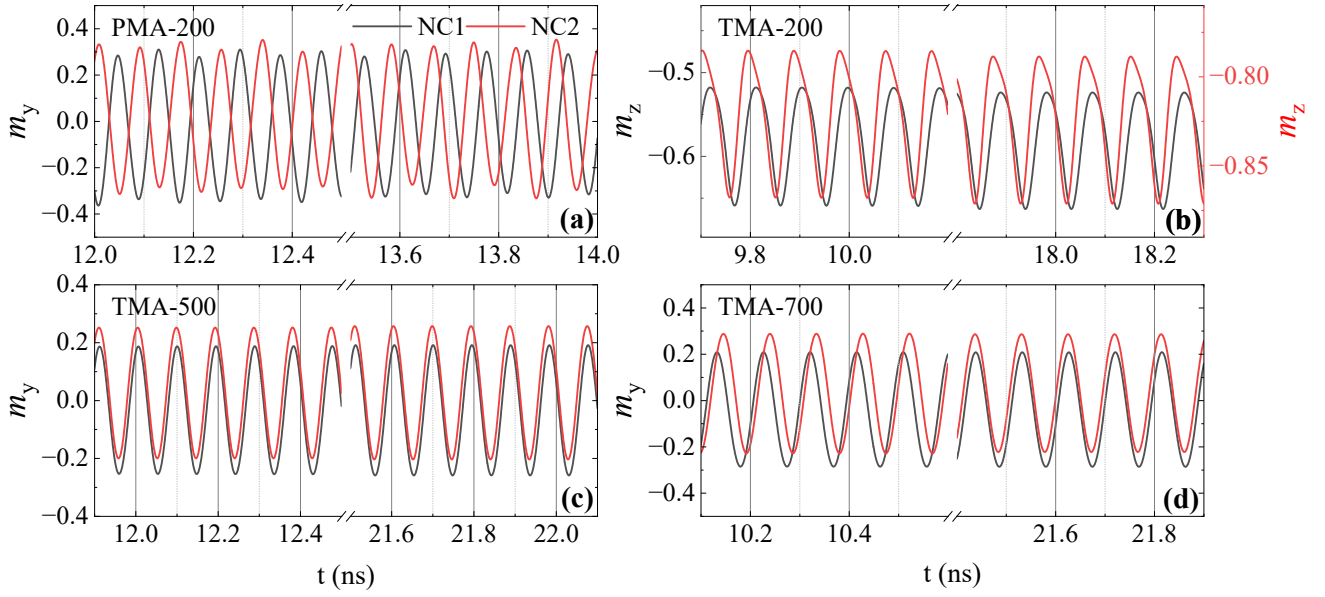 PMA-200
NC1
NC2
0.4
0.2
0.0
−0.2
−0.4
m_y
12.0
12.2
12.4
13.6
13.8
14.0
(a)
TMA-200
−0.5
−0.6
m_z
−0.80
−0.85
m_z
9.8
10.0
18.0
18.2
(b)
TMA-500
0.4
0.2
0.0
−0.2
−0.4
m_y
12.0
12.2
12.4
21.6
21.8
22.0
(c)
t (ns)
TMA-700
0.4
0.2
0.0
−0.2
−0.4
m_y
10.2
10.4
21.6
21.8
(d)
t (ns)